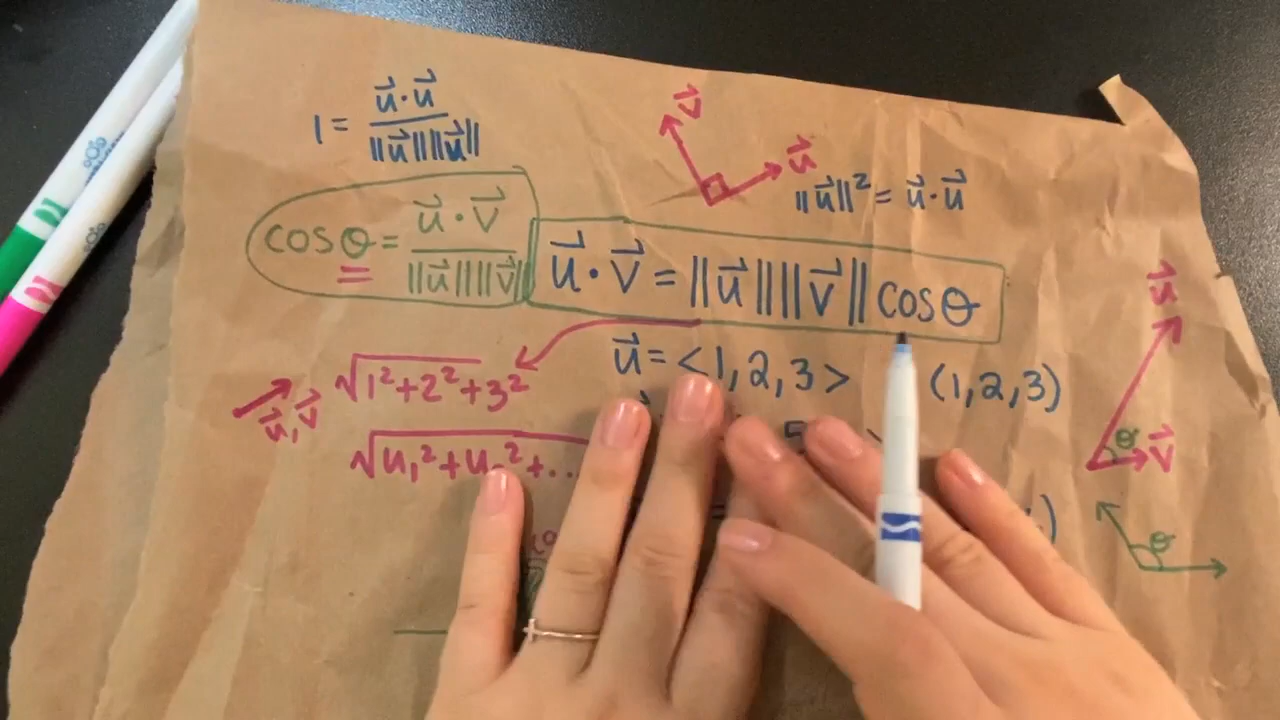 1 = u⃗ · u⃗ / ‖u⃗‖‖u⃗‖
v⃗
u⃗
‖u⃗‖² = u⃗ · u⃗
cos θ = u⃗ · v⃗ / ‖u⃗‖‖v⃗‖
u⃗ · v⃗ = ‖u⃗‖‖v⃗‖ cos θ
u⃗ = <1, 2, 3>
(1, 2, 3)
√1² + 2² + 3²
u⃗, v⃗
√u₁² + u₂² + ...
u⃗
θ
v⃗
θ